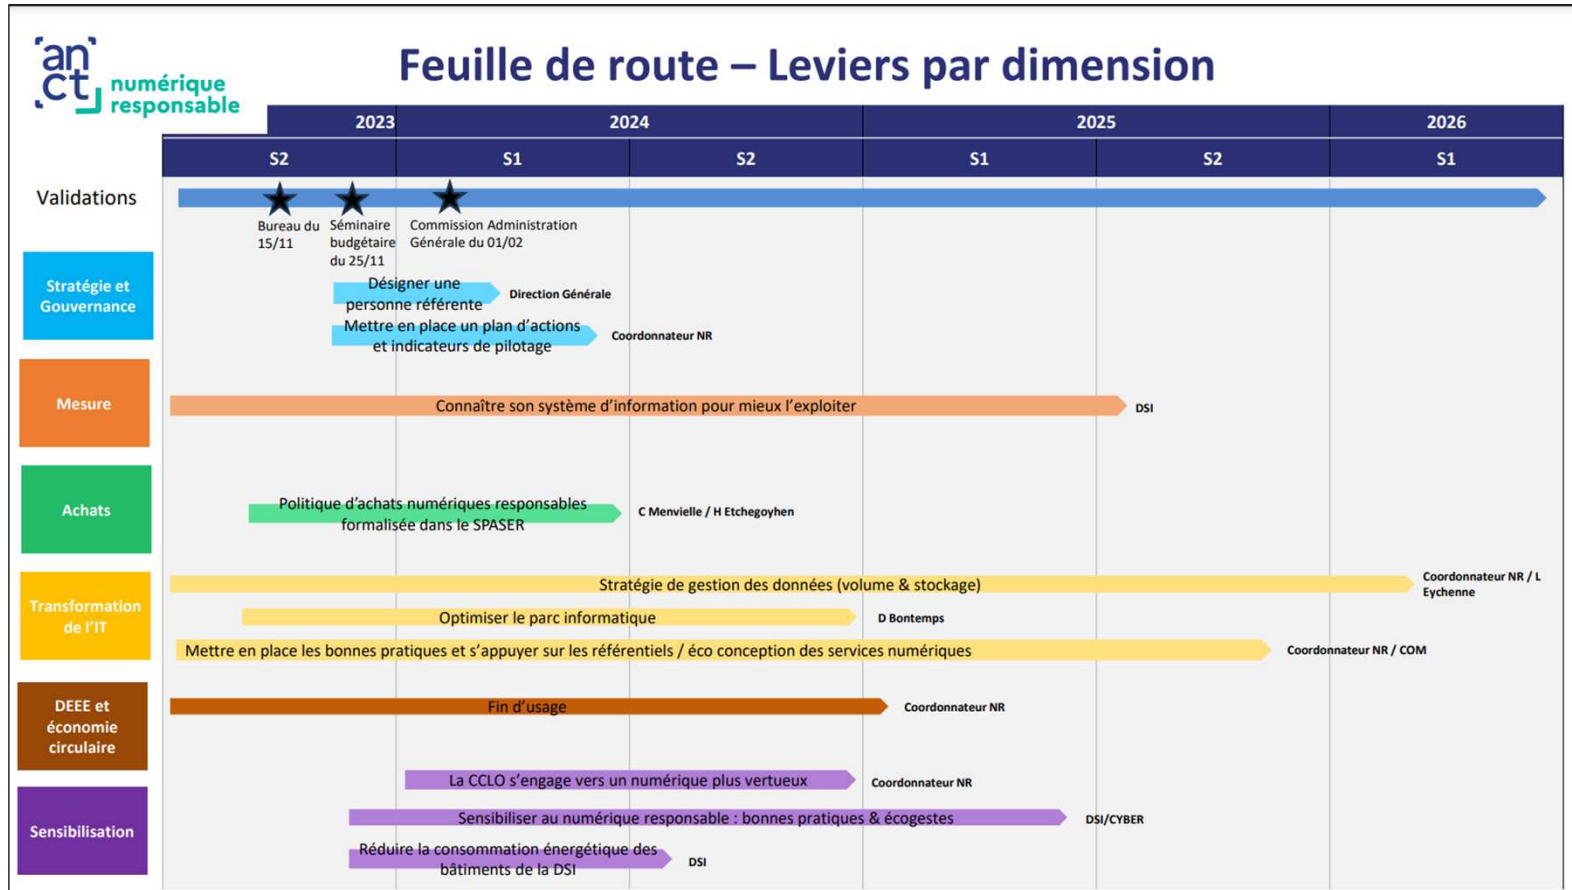 anct
numérique
responsable
Feuille de route – Leviers par dimension
2023
2024
2025
2026
S2
S1
S2
S1
S2
S1
Validations
Bureau du
15/11
Séminaire
budgétaire
du 25/11
Commission Administration
Générale du 01/02
Stratégie et
Gouvernance
Désigner une
personne référente
Direction Générale
Mettre en place un plan d’actions
et indicateurs de pilotage
Coordonnateur NR
Mesure
Connaître son système d’information pour mieux l’exploiter
DSI
Achats
Politique d’achats numériques responsables
formalisée dans le SPASER
C Menvielle / H Etchegoyhen
Transformation
de l’IT
Stratégie de gestion des données (volume & stockage)
Coordonnateur NR / L
Eychenne
Optimiser le parc informatique
D Bontemps
Mettre en place les bonnes pratiques et s’appuyer sur les référentiels / éco conception des services numériques
Coordonnateur NR / COM
DEEE et
économie
circulaire
Fin d’usage
Coordonnateur NR
Sensibilisation
La CCLO s’engage vers un numérique plus vertueux
Coordonnateur NR
Sensibiliser au numérique responsable : bonnes pratiques & écogestes
DSI/CYBER
Réduire la consommation énergétique des
bâtiments de la DSI
DSI